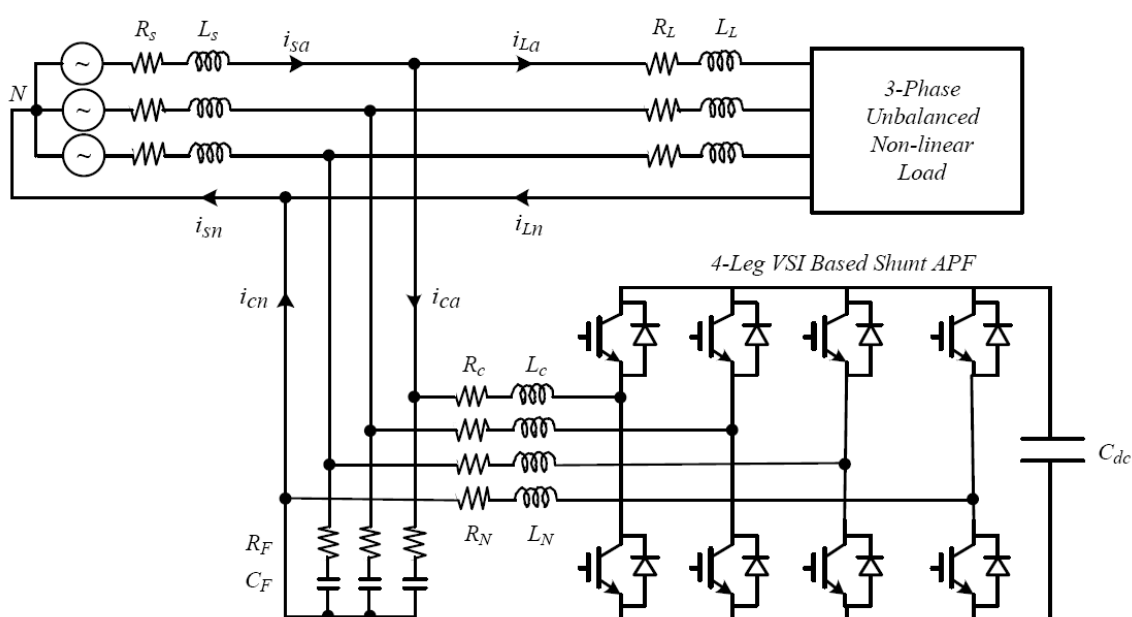 R_s L_s i_sa i_La R_L L_L
N
~
~
~
3-Phase
Unbalanced
Non-linear
Load
i_sn i_Ln
4-Leg VSI Based Shunt APF
i_cn i_ca
R_c L_c
C_dc
R_N L_N
R_F
C_F